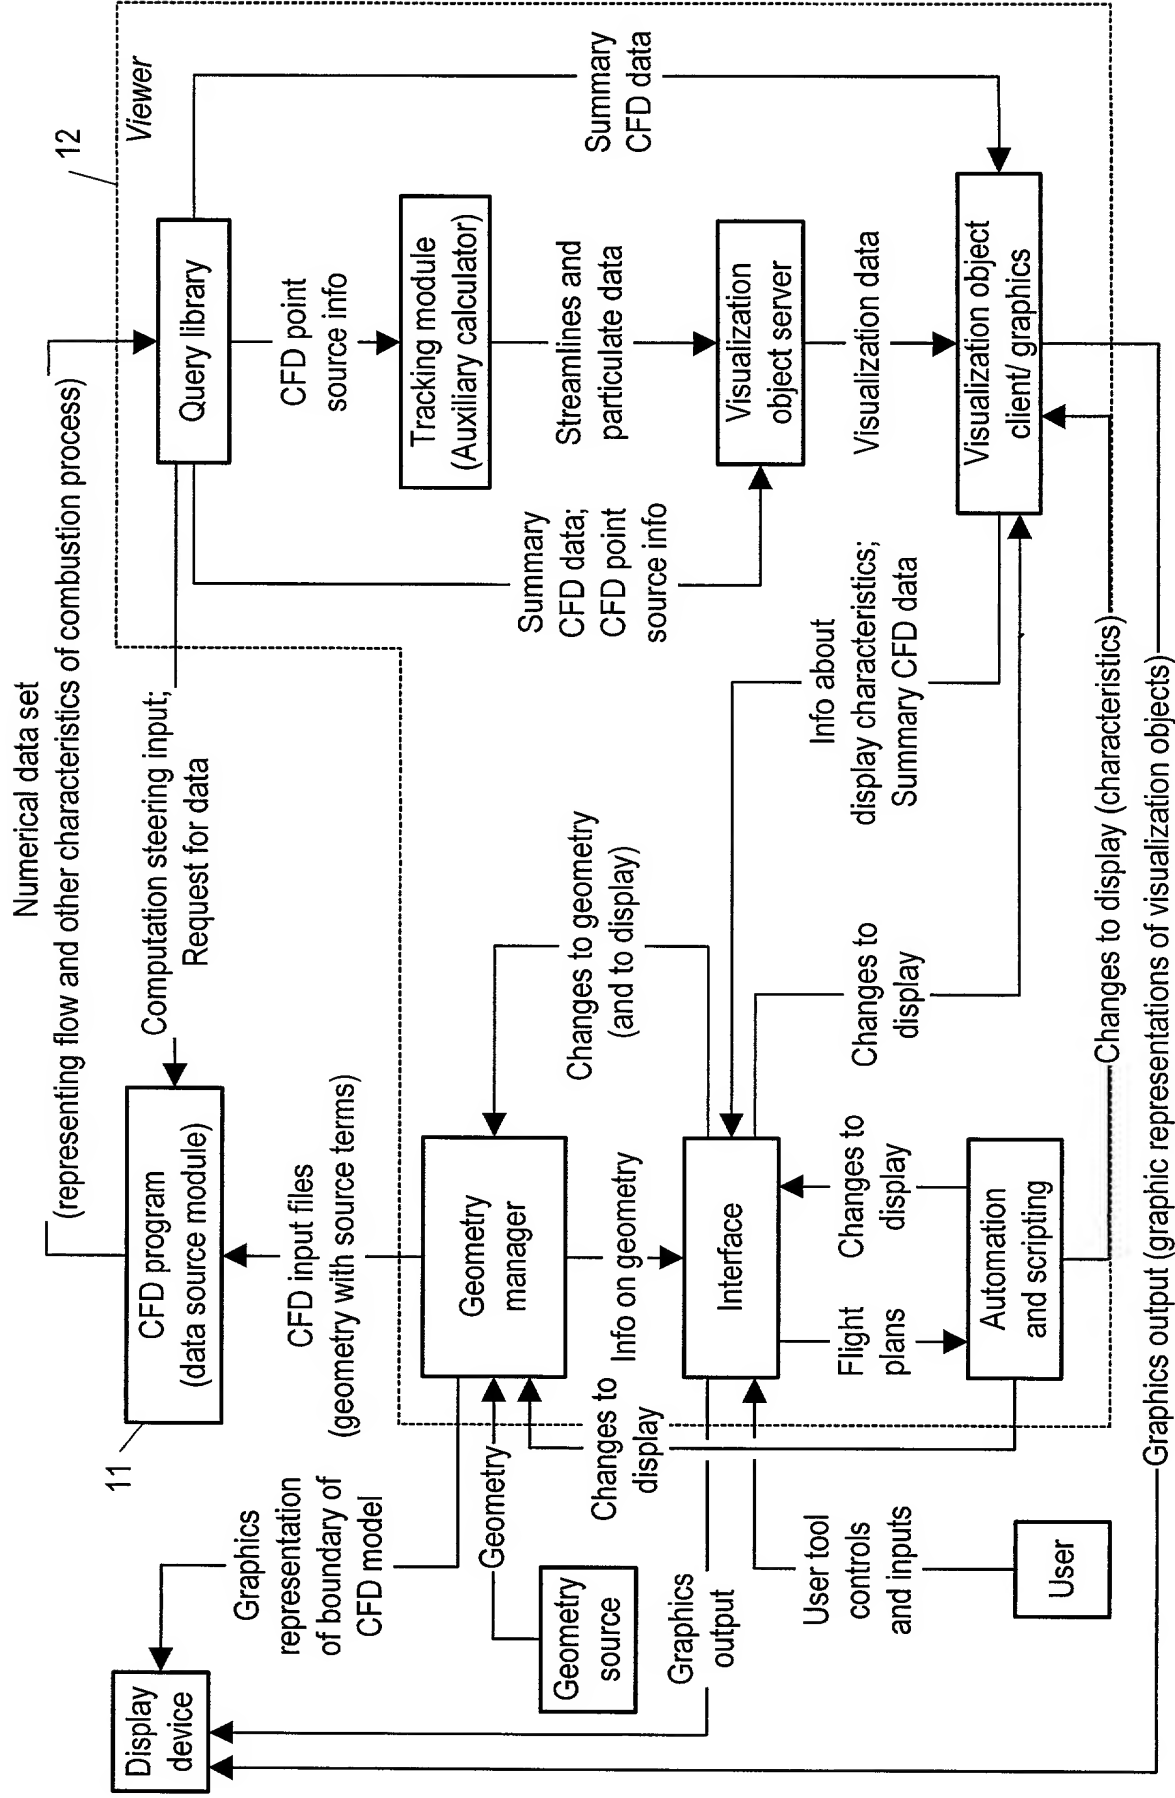 Numerical data set
(representing flow and other characteristics of combustion process)
Computation steering input;
Request for data
11
CFD program
(data source module)
12
Viewer
Query library
Summary
CFD data
CFD point
source info
Tracking module
(Auxiliary calculator)
Streamlines and
particulate data
Summary
CFD data;
CFD point
source info
Visualization
object server
Visualization data
Visualization object
client/ graphics
Display
device
Graphics
representation
of boundary of
CFD model
CFD input files
(geometry with source terms)
Geometry
Geometry
source
Geometry
manager
Changes to geometry
(and to display)
Info on geometry
Changes to
display
Graphics
output
Interface
Info about
display characteristics;
Summary CFD data
Changes to
display
User tool
controls
and inputs
User
Flight
plans
Changes to
display
Automation
and scripting
Changes to display (characteristics)
Graphics output (graphic representations of visualization objects)